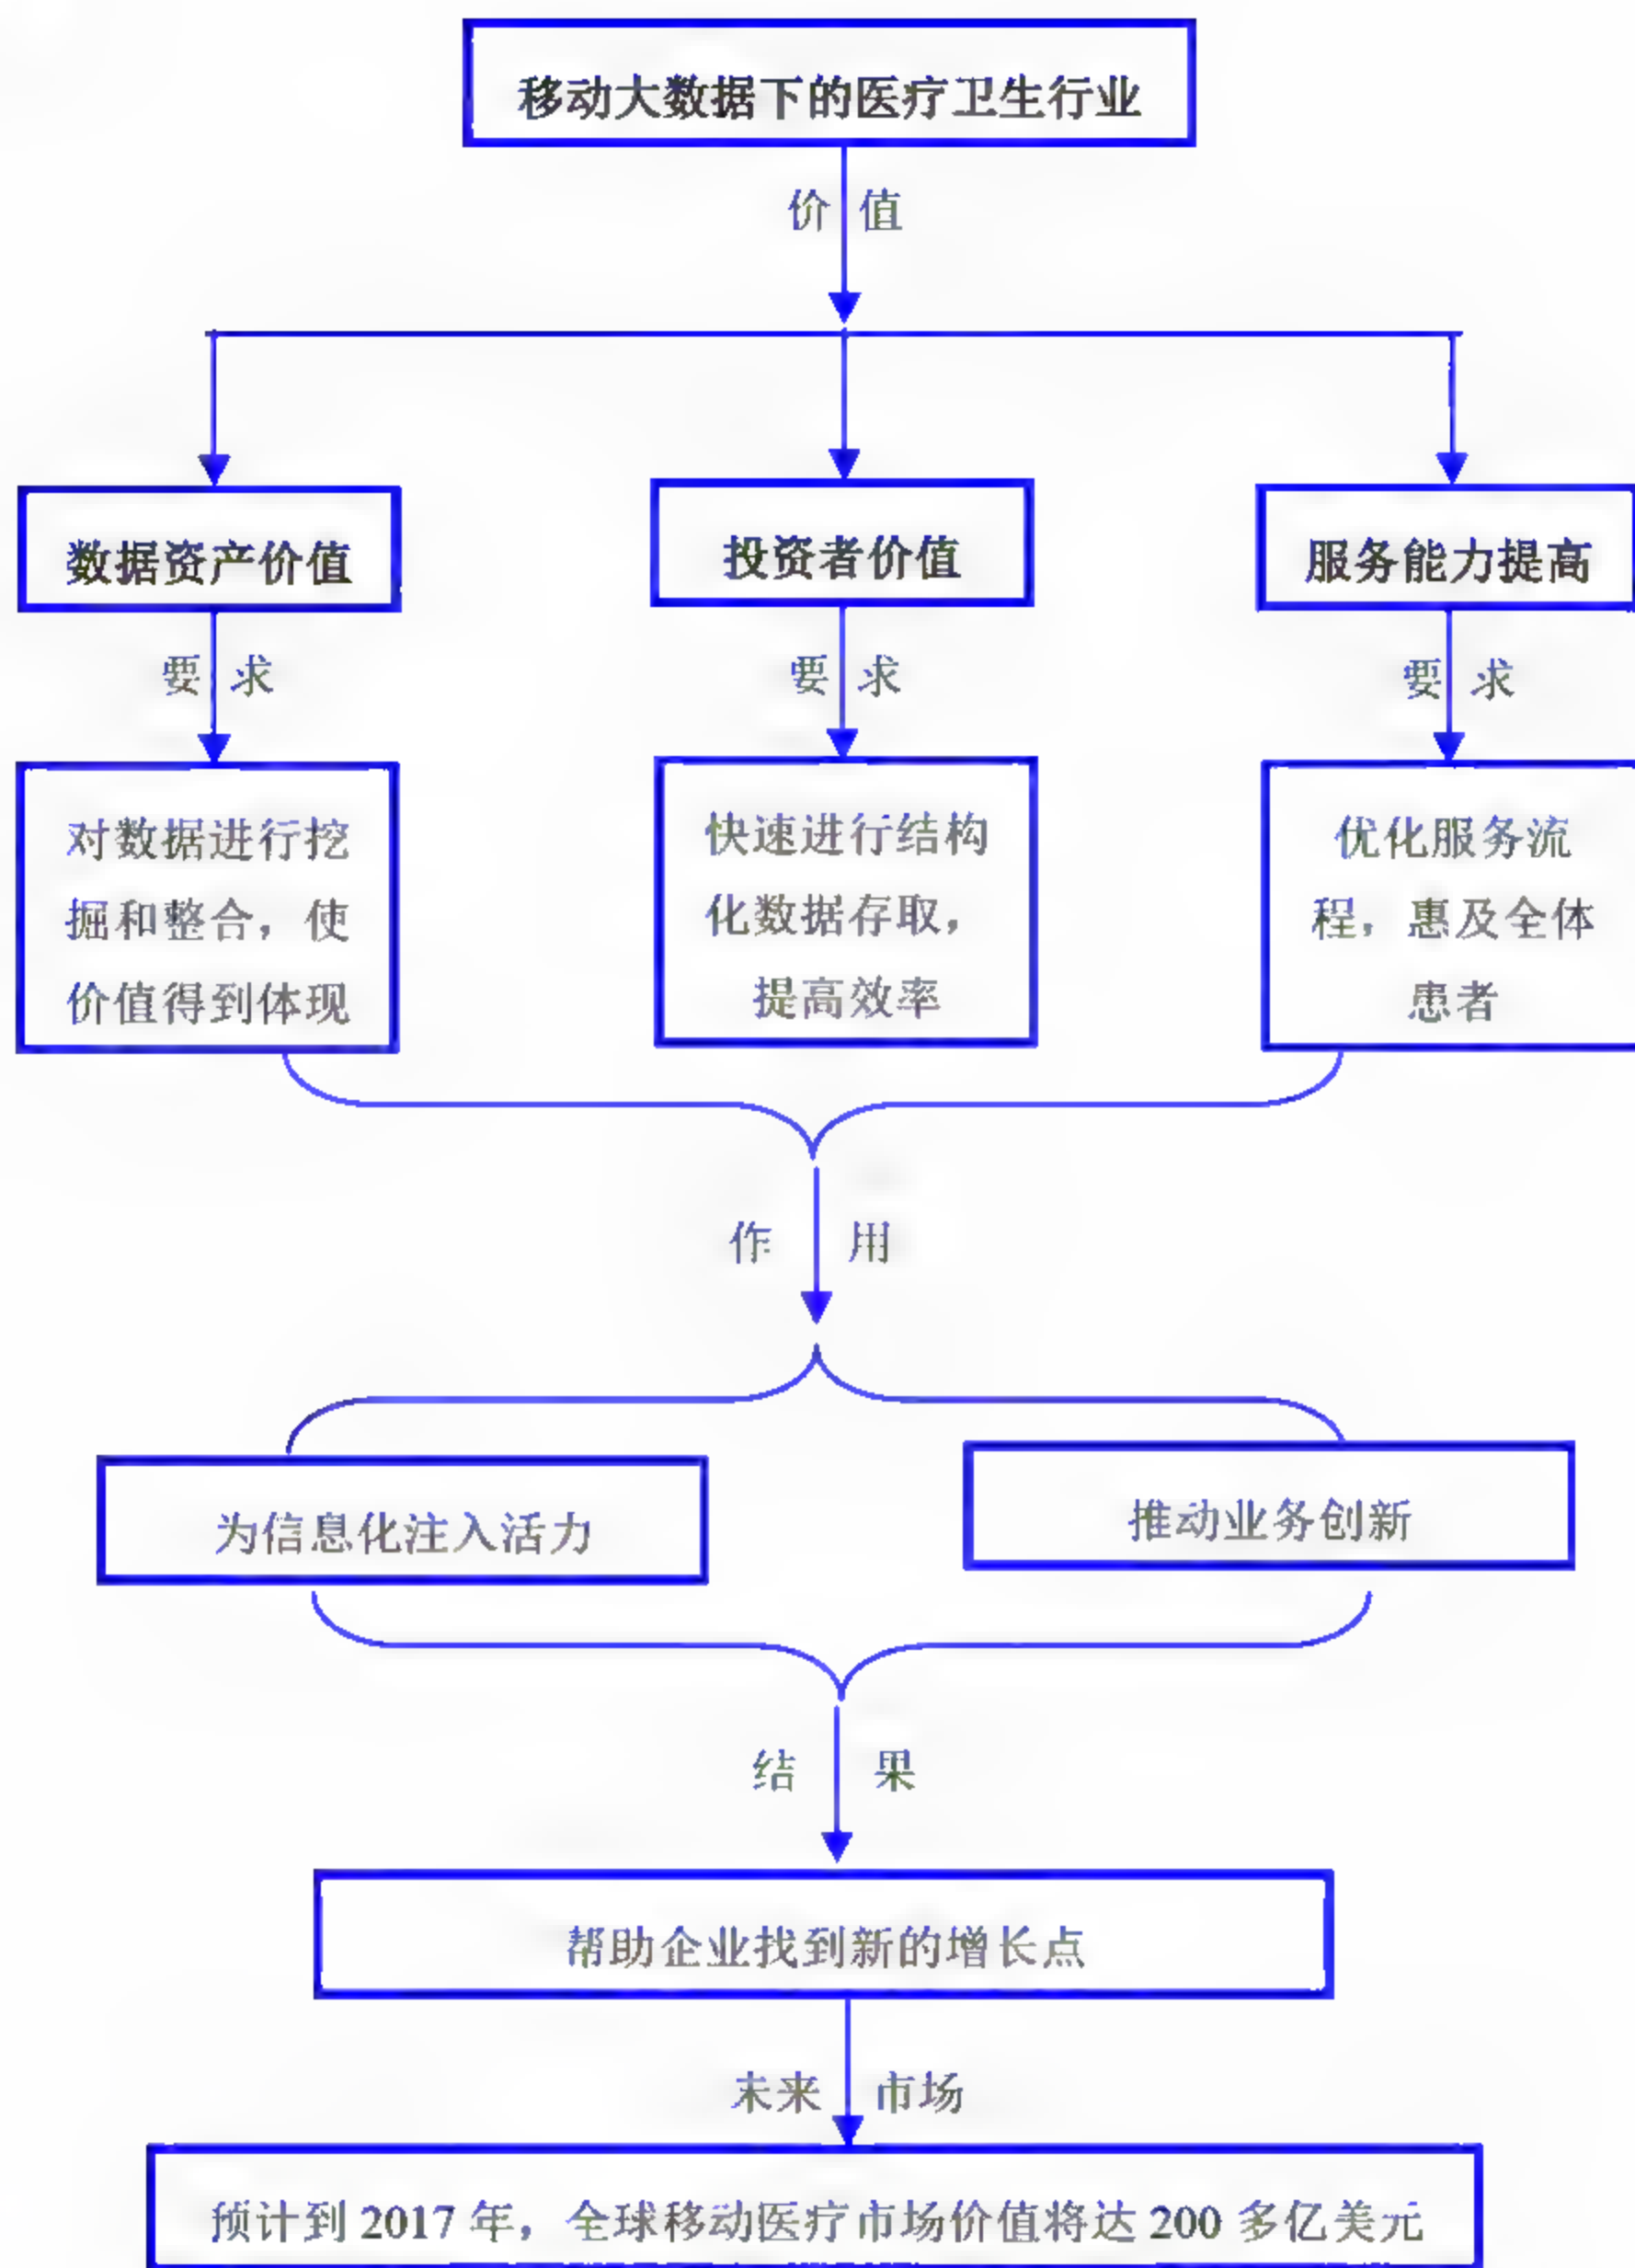 移动大数据下的医疗卫生行业
价值
数据资产价值
投资者价值
服务能力提高
要求
要求
要求
对数据进行挖
掘和整合，使
价值得到体现
快速进行结构
化数据存取，
提高效率
优化服务流
程，惠及全体
患者
作用
为信息化注入活力
推动业务创新
结果
帮助企业找到新的增长点
未来市场
预计到 2017 年，全球移动医疗市场价值将达 200 多亿美元